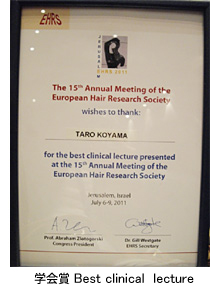 EHRS
JERUSALEM
EHRS 2011
The 15th Annual Meeting of the
European Hair Research Society
wishes to thank:
TARO KOYAMA
for the best clinical lecture presented
at the 15th Annual Meeting of the
European Hair Research Society
Jerusalem, Israel
July 6-9, 2011
Prof. Abraham Zlotogorski
Congress President
Dr. Gill Westgate
EHRS Secretary
学会賞 Best clinical lecture